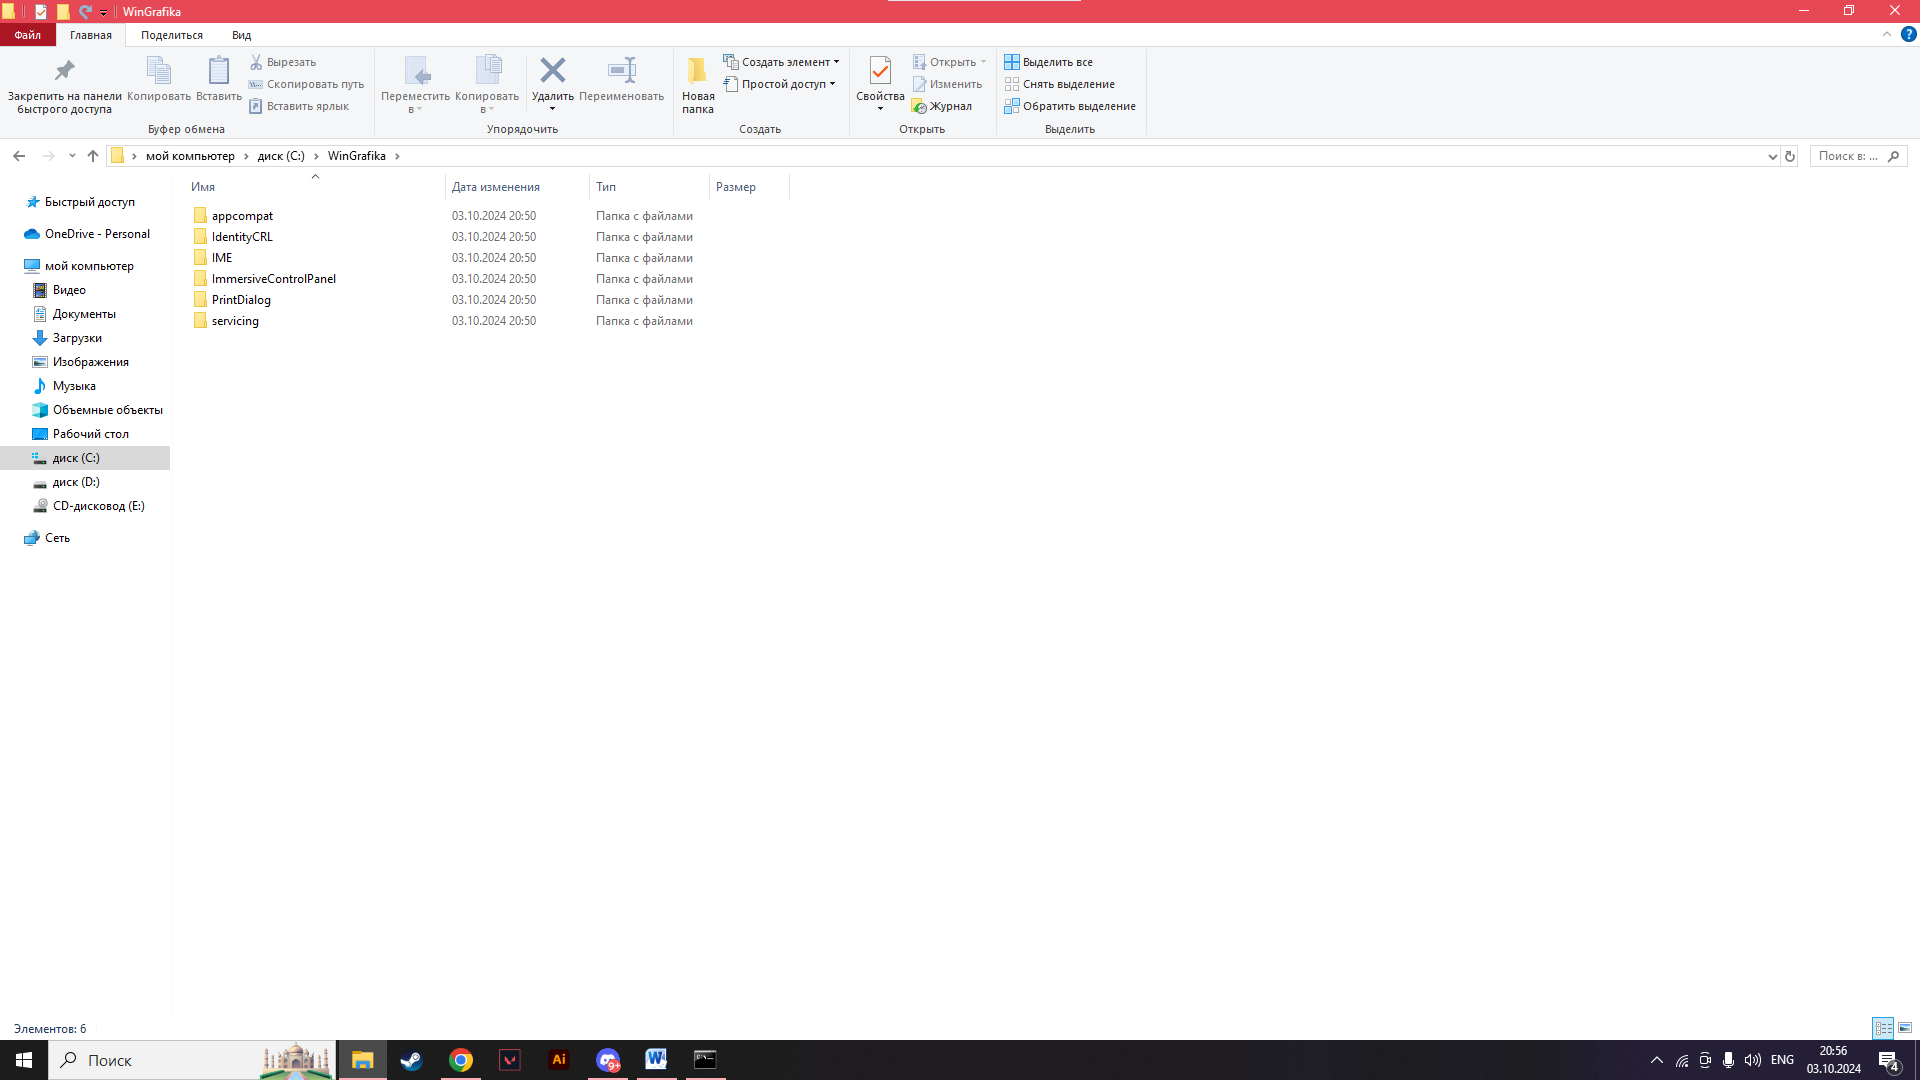 WinGrafika
Файл Главная Поделиться Вид
Закрепить на панели быстрого доступа
Копировать
Вставить
Вырезать
Скопировать путь
Вставить ярлык
Буфер обмена
Переместить в
Копировать в
Удалить
Переименовать
Упорядочить
Новая папка
Создать элемент
Простой доступ
Создать
Свойства
Открыть
Изменить
Журнал
Открыть
Выделить все
Снять выделение
Обратить выделение
Выделить
мой компьютер диск (C:) WinGrafika
Поиск в: ...
Имя Дата изменения Тип Размер
appcompat 03.10.2024 20:50 Папка с файлами
IdentityCRL 03.10.2024 20:50 Папка с файлами
IME 03.10.2024 20:50 Папка с файлами
ImmersiveControlPanel 03.10.2024 20:50 Папка с файлами
PrintDialog 03.10.2024 20:50 Папка с файлами
servicing 03.10.2024 20:50 Папка с файлами
Быстрый доступ
OneDrive - Personal
мой компьютер
Видео
Документы
Загрузки
Изображения
Музыка
Объемные объекты
Рабочий стол
диск (C:)
диск (D:)
CD-дисковод (E:)
Сеть
Элементов: 6
Поиск
Ai
9+
W
ENG
20:56
03.10.2024
4